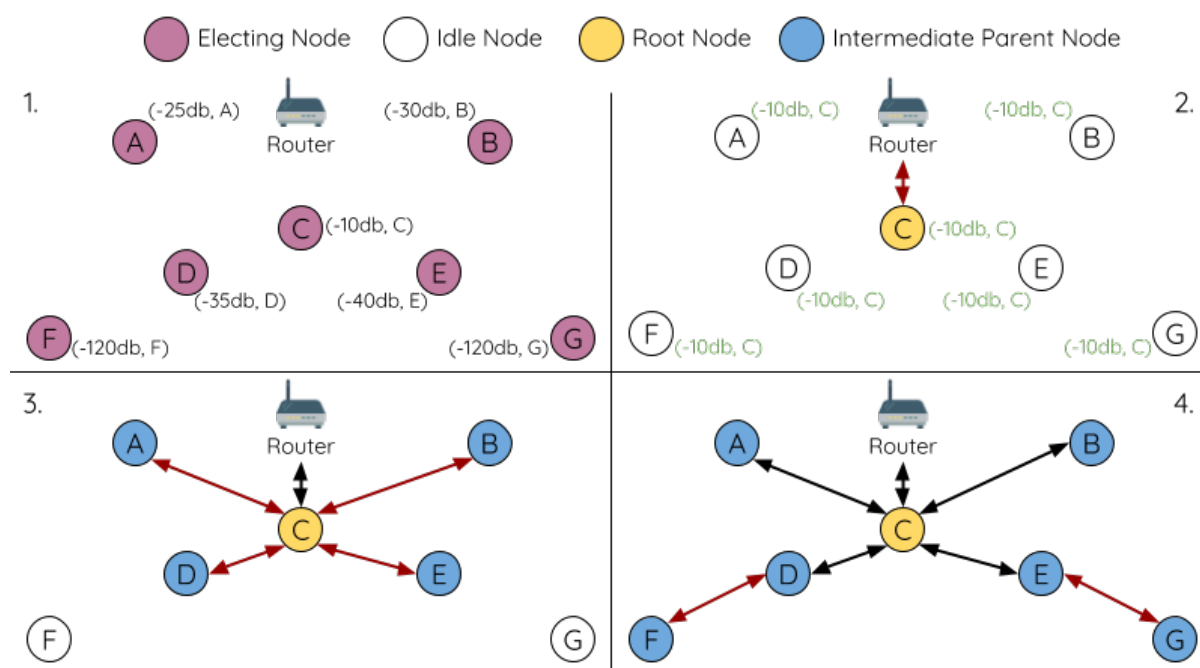 Electing Node Idle Node Root Node Intermediate Parent Node
1.
(-25db, A)
(-30db, B)
A
B
Router
C
(-10db, C)
D
E
(-35db, D)
(-40db, E)
F
(-120db, F)
(-120db, G)
G
2.
(-10db, C)
(-10db, C)
A
B
Router
C
(-10db, C)
D
E
(-10db, C)
(-10db, C)
F
(-10db, C)
(-10db, C)
G
3.
A
B
Router
C
D
E
F
G
4.
A
B
Router
C
D
E
F
G